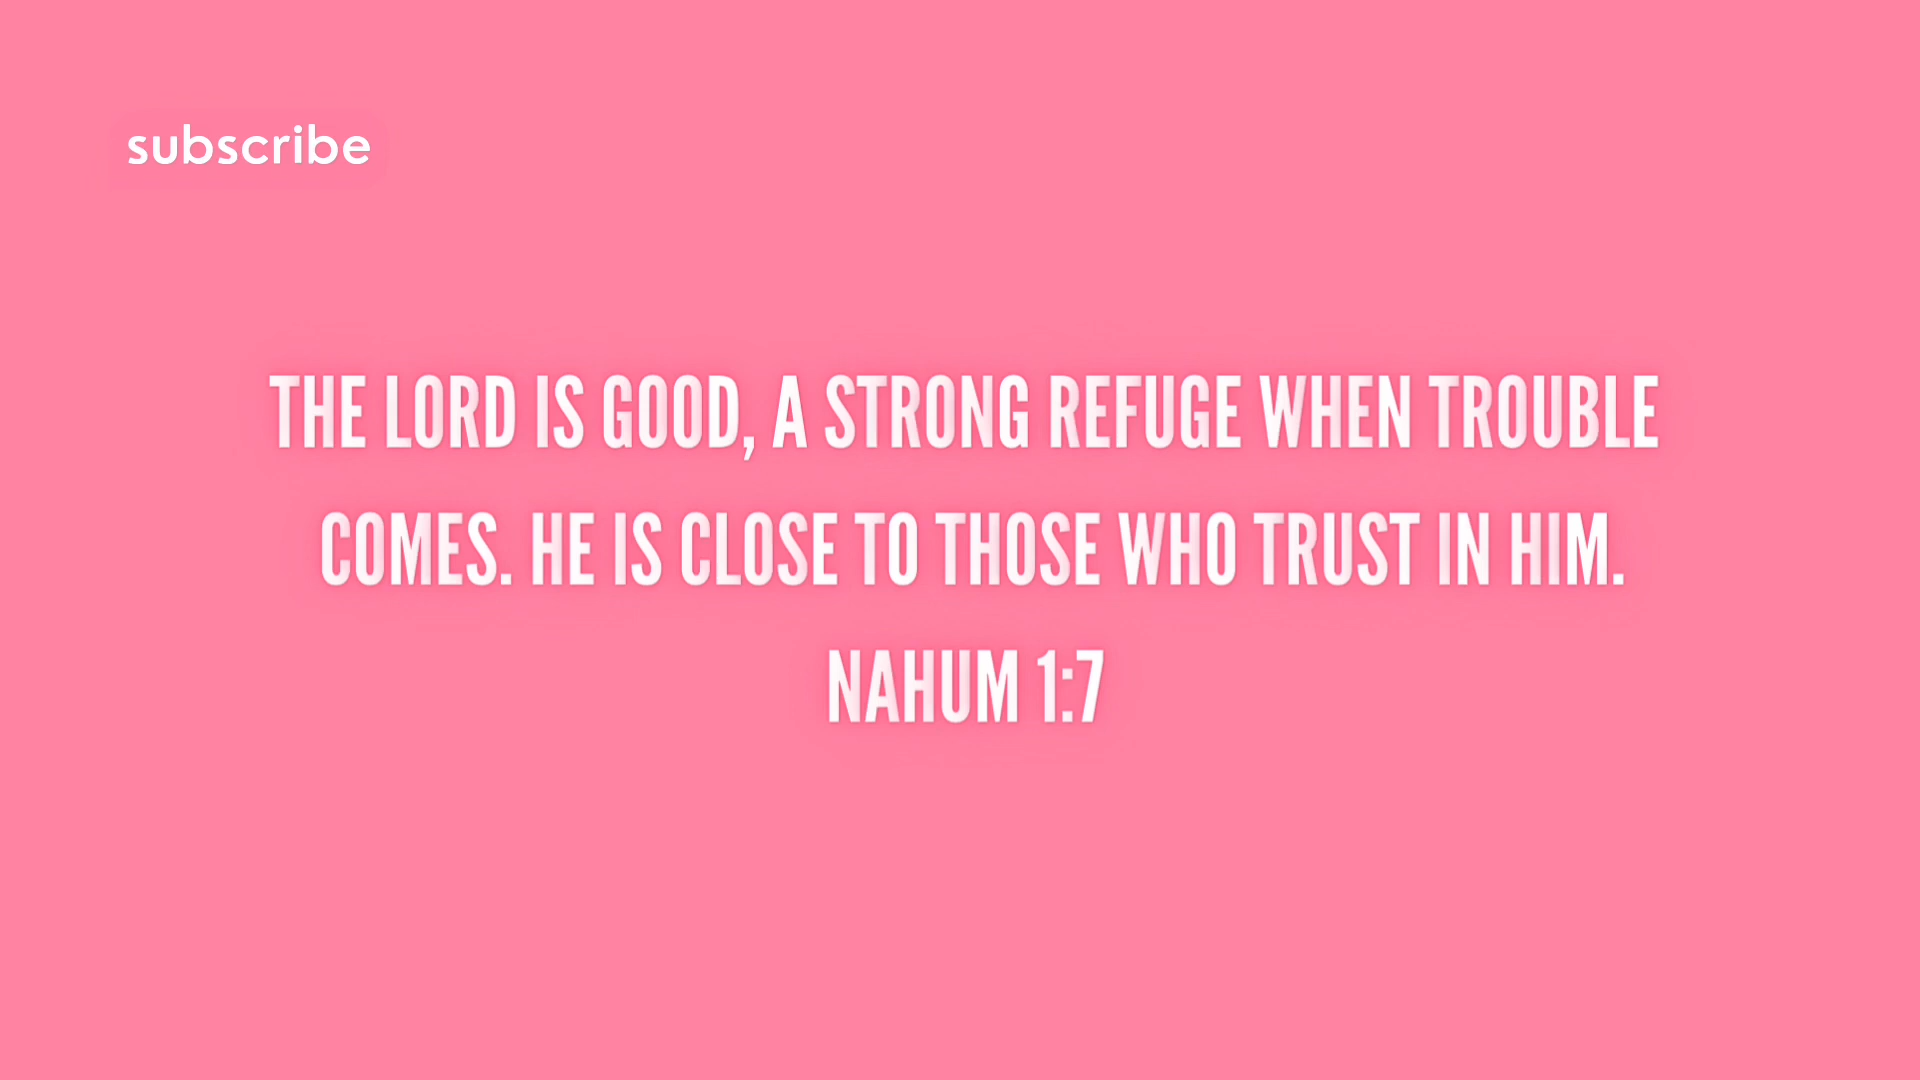 subscribe
THE LORD IS GOOD, A STRONG REFUGE WHEN TROUBLE
COMES. HE IS CLOSE TO THOSE WHO TRUST IN HIM.
NAHUM 1:7